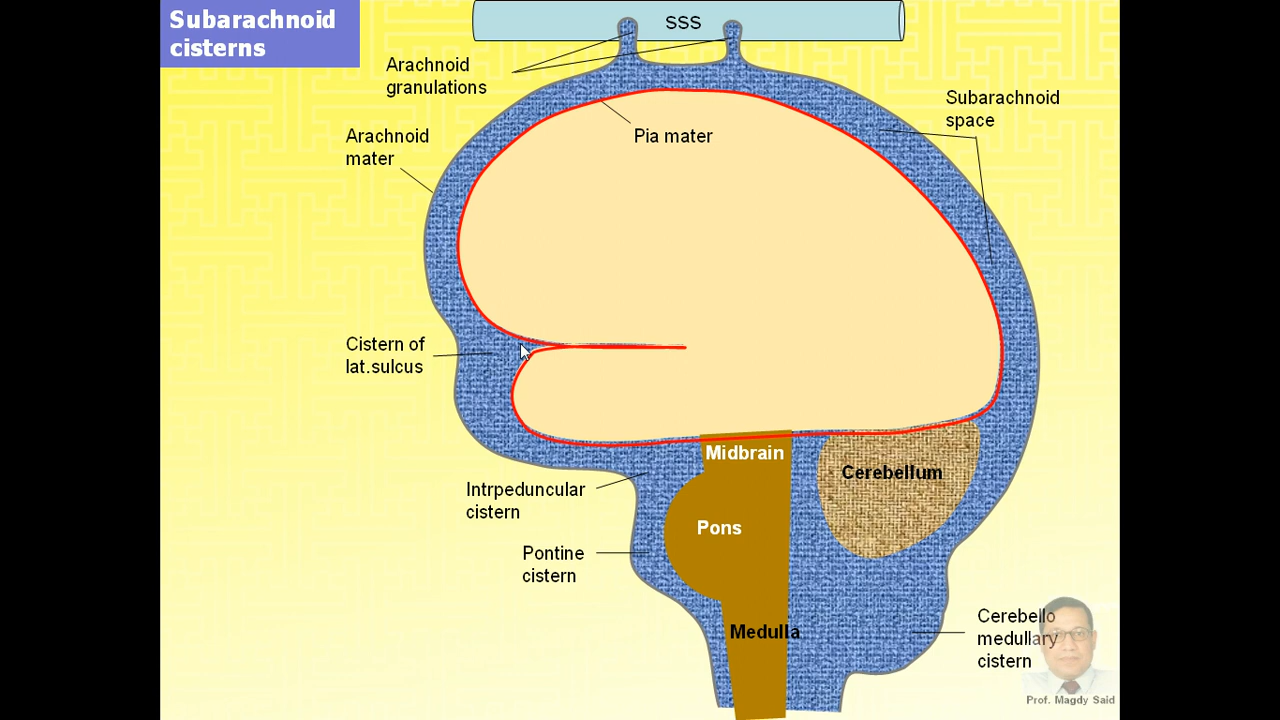 Subarachnoid
cisterns
SSS
Arachnoid
granulations
Subarachnoid
space
Arachnoid
mater
Pia mater
Cistern of
lat.sulcus
Midbrain
Cerebellum
Intrpeduncular
cistern
Pons
Pontine
cistern
Medulla
Cerebello
medullary
cistern
Prof. Magdy Said